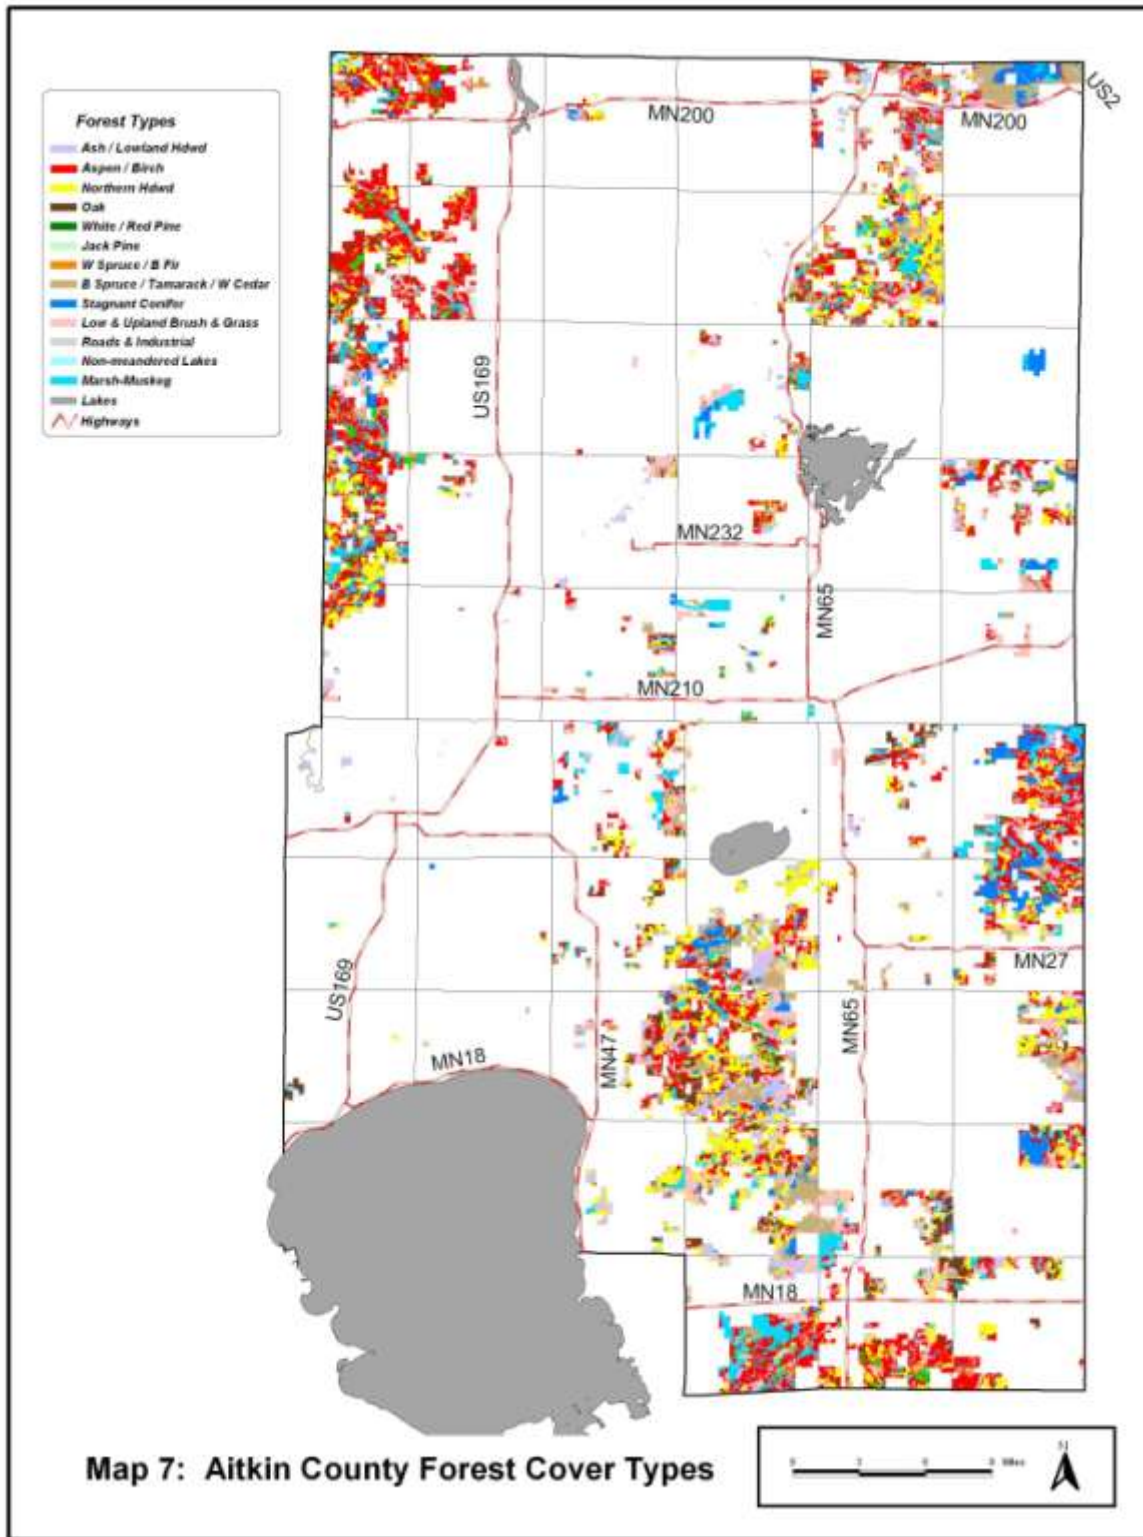 Forest Types
Ash / Lowland Hdwd
Aspen / Birch
Northern Hdwd
Oak
White / Red Pine
Jack Pine
W Spruce / B Fir
B Spruce / Tamarack / W Cedar
Stagnant Conifer
Low & Upland Brush & Grass
Roads & Industrial
Non-meandered Lakes
Marsh-Muskeg
Lakes
Highways
US2
MN200
MN200
US169
MN232
MN65
MN210
MN27
US169
MN65
MN47
MN18
MN18
Map 7: Aitkin County Forest Cover Types
N
Miles